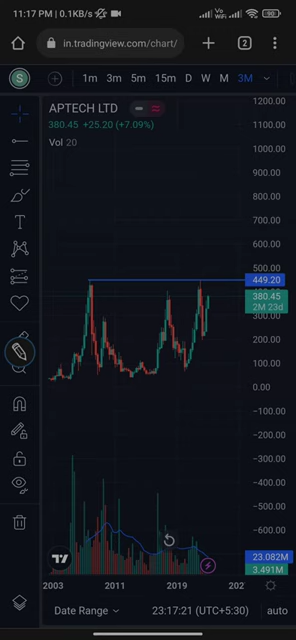 11:17 PM | 0.1KB/s
Vo
WiFi
90
in.tradingview.com/chart/
2
S
1m 3m 5m 15m D W M 3M
APTECH LTD
380.45 +25.20 (+7.09%)
Vol 20
1200.00
1100.00
1000.00
900.00
800.00
700.00
600.00
500.00
449.20
380.45
2M 23d
300.00
200.00
100.00
0.00
−100.00
−200.00
−300.00
−400.00
−500.00
−600.00
23.082M
3.491M
2003 2011 2019 202
Date Range
23:17:21 (UTC+5:30)
auto